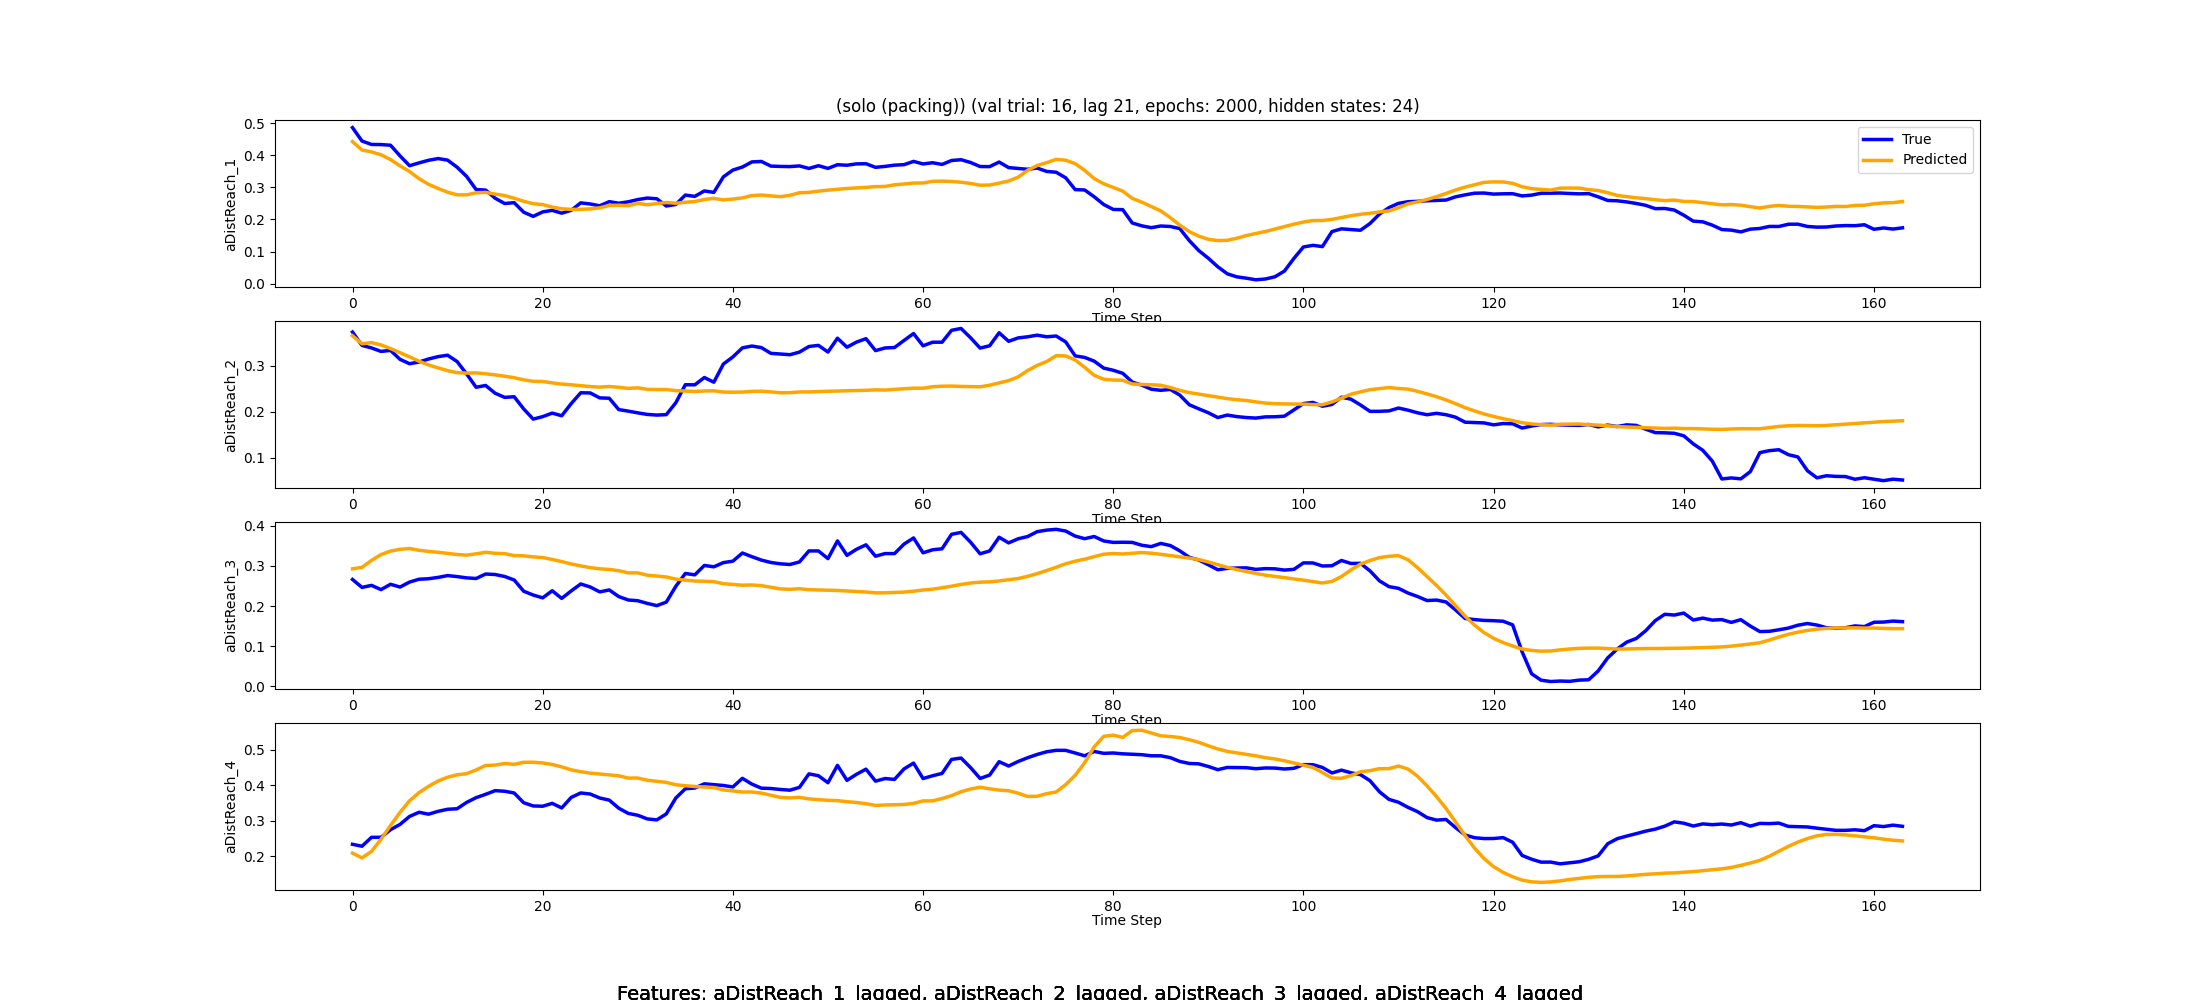 (solo (packing)) (val trial: 16, lag 21, epochs: 2000, hidden states: 24)
True
Predicted
aDistReach_1
0.5
0.4
0.3
0.2
0.1
0.0
0 20 40 60 80 100 120 140 160
Time Step
aDistReach_2
0.3
0.2
0.1
0 20 40 60 80 100 120 140 160
Time Step
aDistReach_3
0.4
0.3
0.2
0.1
0.0
0 20 40 60 80 100 120 140 160
Time Step
aDistReach_4
0.5
0.4
0.3
0.2
0 20 40 60 80 100 120 140 160
Time Step
Features: aDistReach_1_lagged, aDistReach_2_lagged, aDistReach_3_lagged, aDistReach_4_lagged